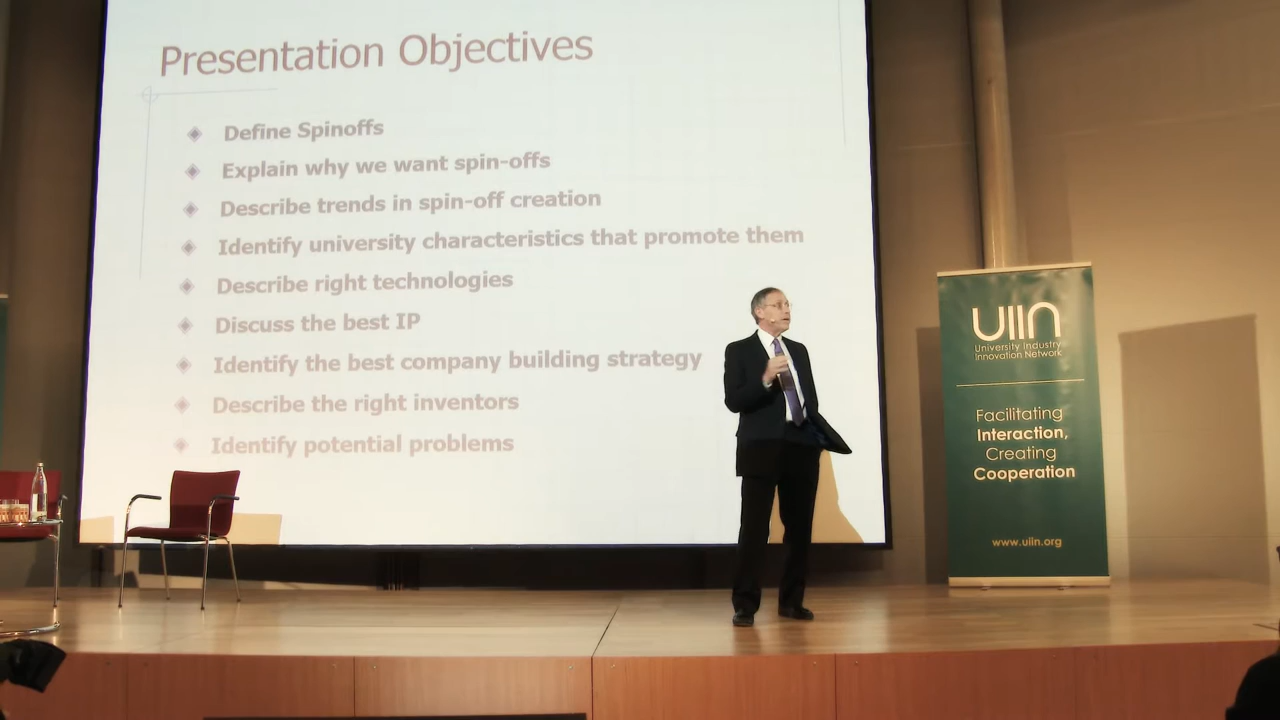 Presentation Objectives
Define Spinoffs
Explain why we want spin-offs
Describe trends in spin-off creation
Identify university characteristics that promote them
Describe right technologies
Discuss the best IP
Identify the best company building strategy
Describe the right inventors
Identify potential problems
UIIN
University Industry
Innovation Network
Facilitating
Interaction,
Creating
Cooperation
www.uiin.org